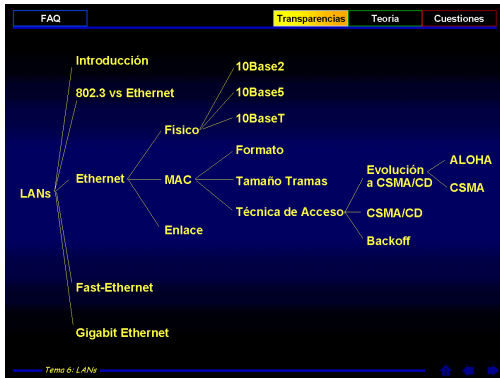 FAQ
Transparencias
Teoría
Cuestiones
Introducción
802.3 vs Ethernet
Ethernet
LANs
Fast-Ethernet
Gigabit Ethernet
Fisico
MAC
Enlace
10Base2
10Base5
10BaseT
Formato
Tamaño Tramas
Técnica de Acceso
Evolución
a CSMA/CD
CSMA/CD
Backoff
ALOHA
CSMA
Tema 6: LANs